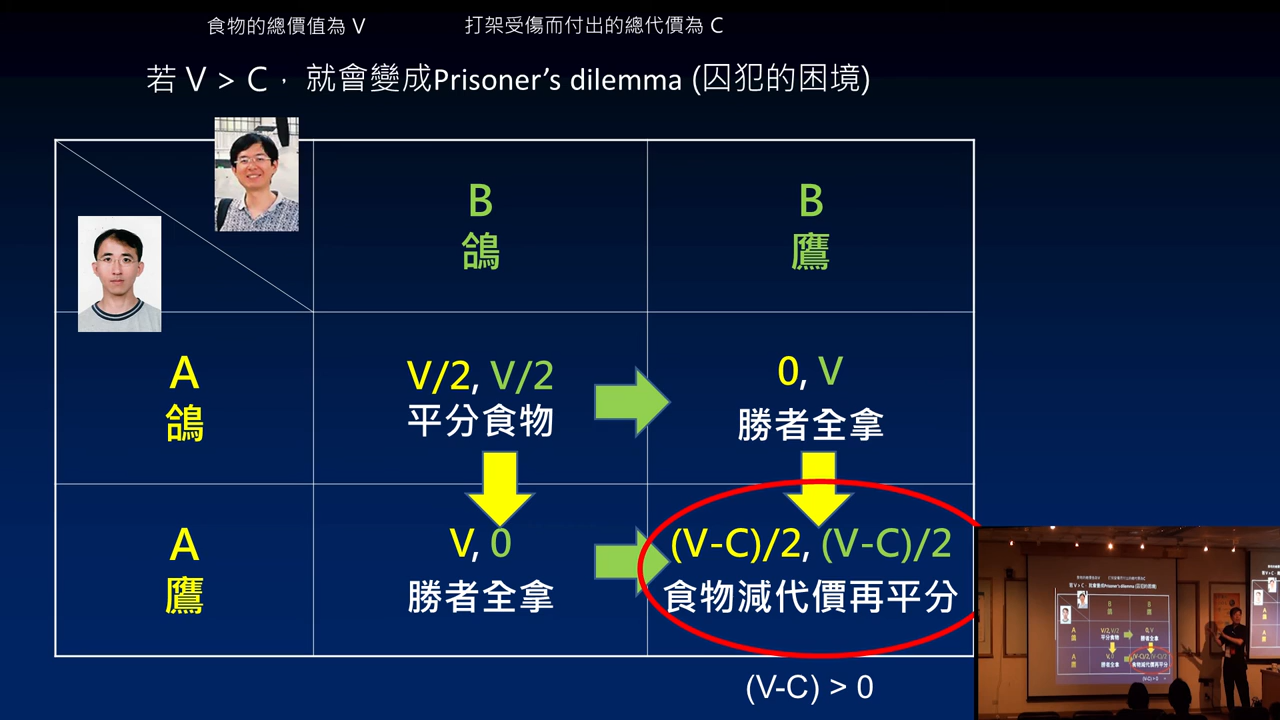 食物的總價值為 V
打架受傷而付出的總代價為 C
若 V > C， 就會變成Prisoner's dilemma (囚犯的困境)
B
鴿
B
鷹
A
鴿
V/2, V/2
平分食物
0, V
勝者全拿
A
鷹
V, 0
勝者全拿
(V-C)/2, (V-C)/2
食物減代價再平分
(V-C) > 0